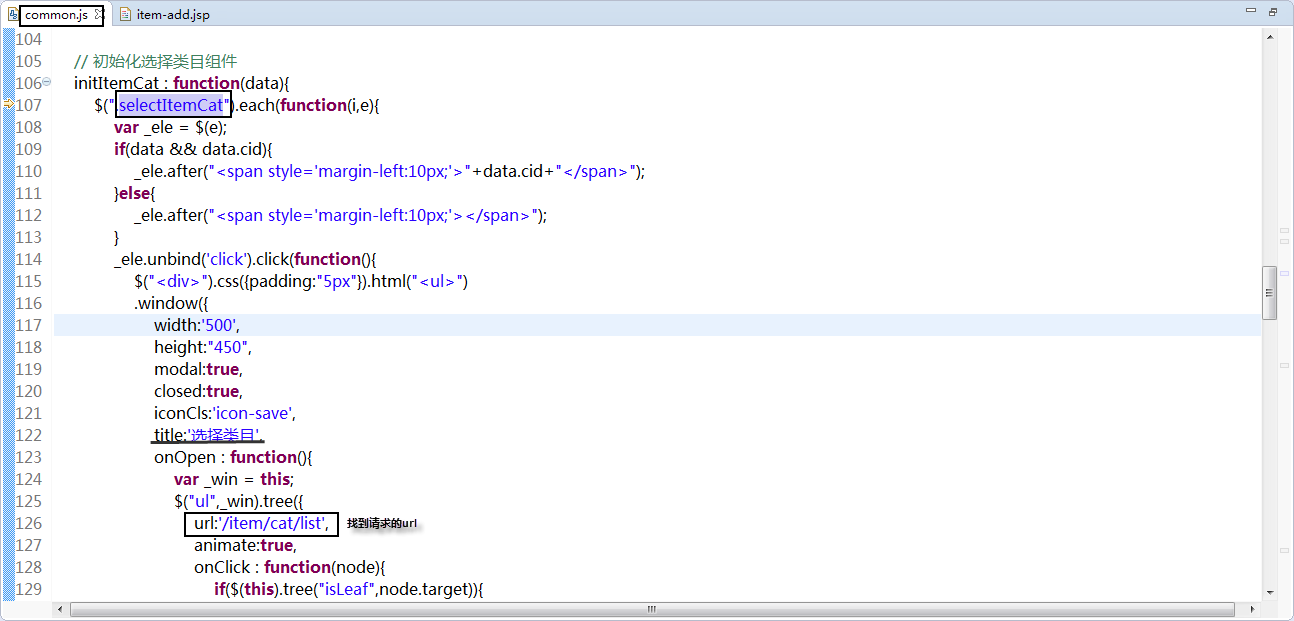 common.js item-add.jsp
104
105 // 初始化选择类目组件
106 initItemCat : function(data){
107 $(".selectItemCat").each(function(i,e){
108 var _ele = $(e);
109 if(data && data.cid){
110 _ele.after("<span style='margin-left:10px;'>"+data.cid+"</span>");
111 }else{
112 _ele.after("<span style='margin-left:10px;'></span>");
113 }
114 _ele.unbind('click').click(function(){
115 $("<div>").css({padding:"5px"}).html("<ul>")
116 .window({
117 width:'500',
118 height:"450",
119 modal:true,
120 closed:true,
121 iconCls:'icon-save',
122 title:'选择类目',
123 onOpen : function(){
124 var _win = this;
125 $("ul",_win).tree({
126 url:'/item/cat/list', 找到请求的url
127 animate:true,
128 onClick : function(node){
129 if($(this).tree("isLeaf",node.target)){